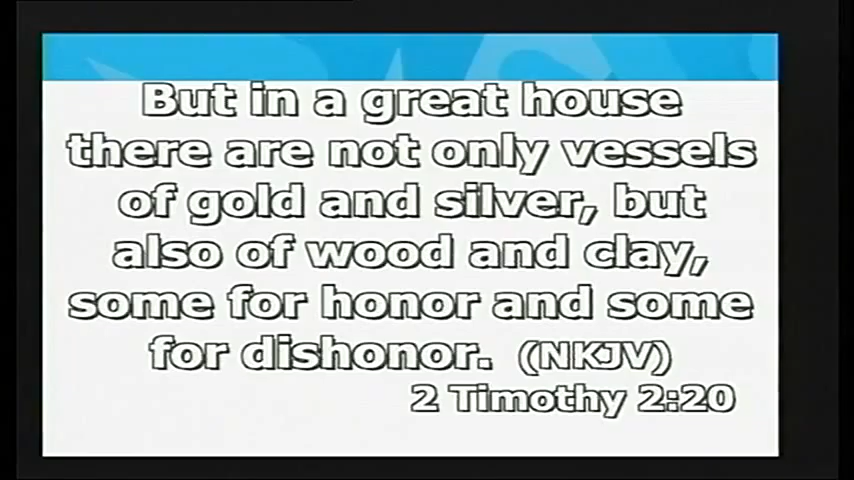 But in a great house
there are not only vessels
of gold and silver, but
also of wood and clay,
some for honor and some
for dishonor. (NKJV)
2 Timothy 2:20